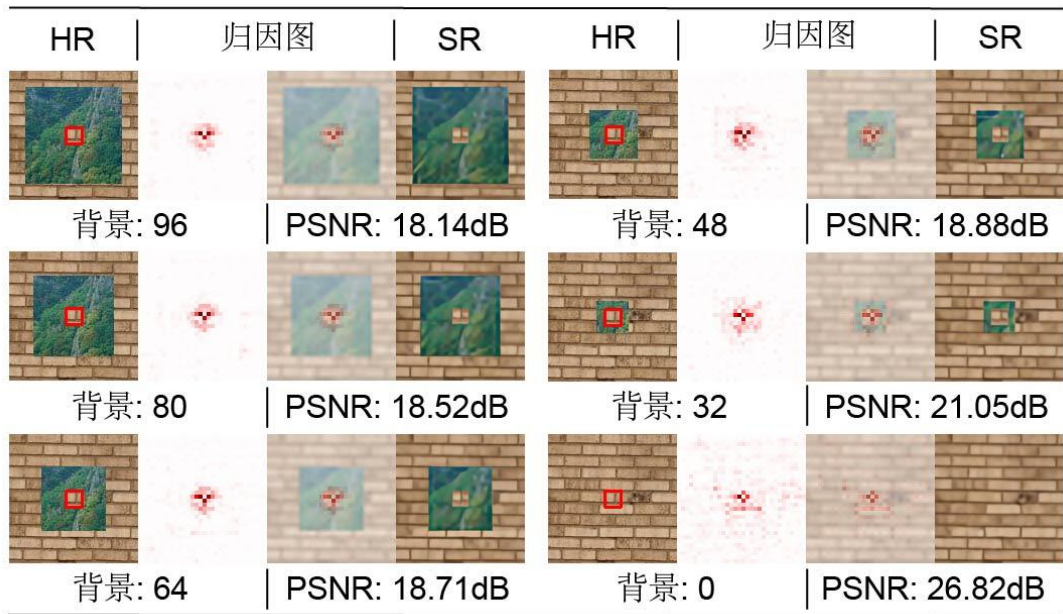 HR 归因图 SR HR 归因图 SR
背景: 96 PSNR: 18.14dB 背景: 48 PSNR: 18.88dB
背景: 80 PSNR: 18.52dB 背景: 32 PSNR: 21.05dB
背景: 64 PSNR: 18.71dB 背景: 0 PSNR: 26.82dB